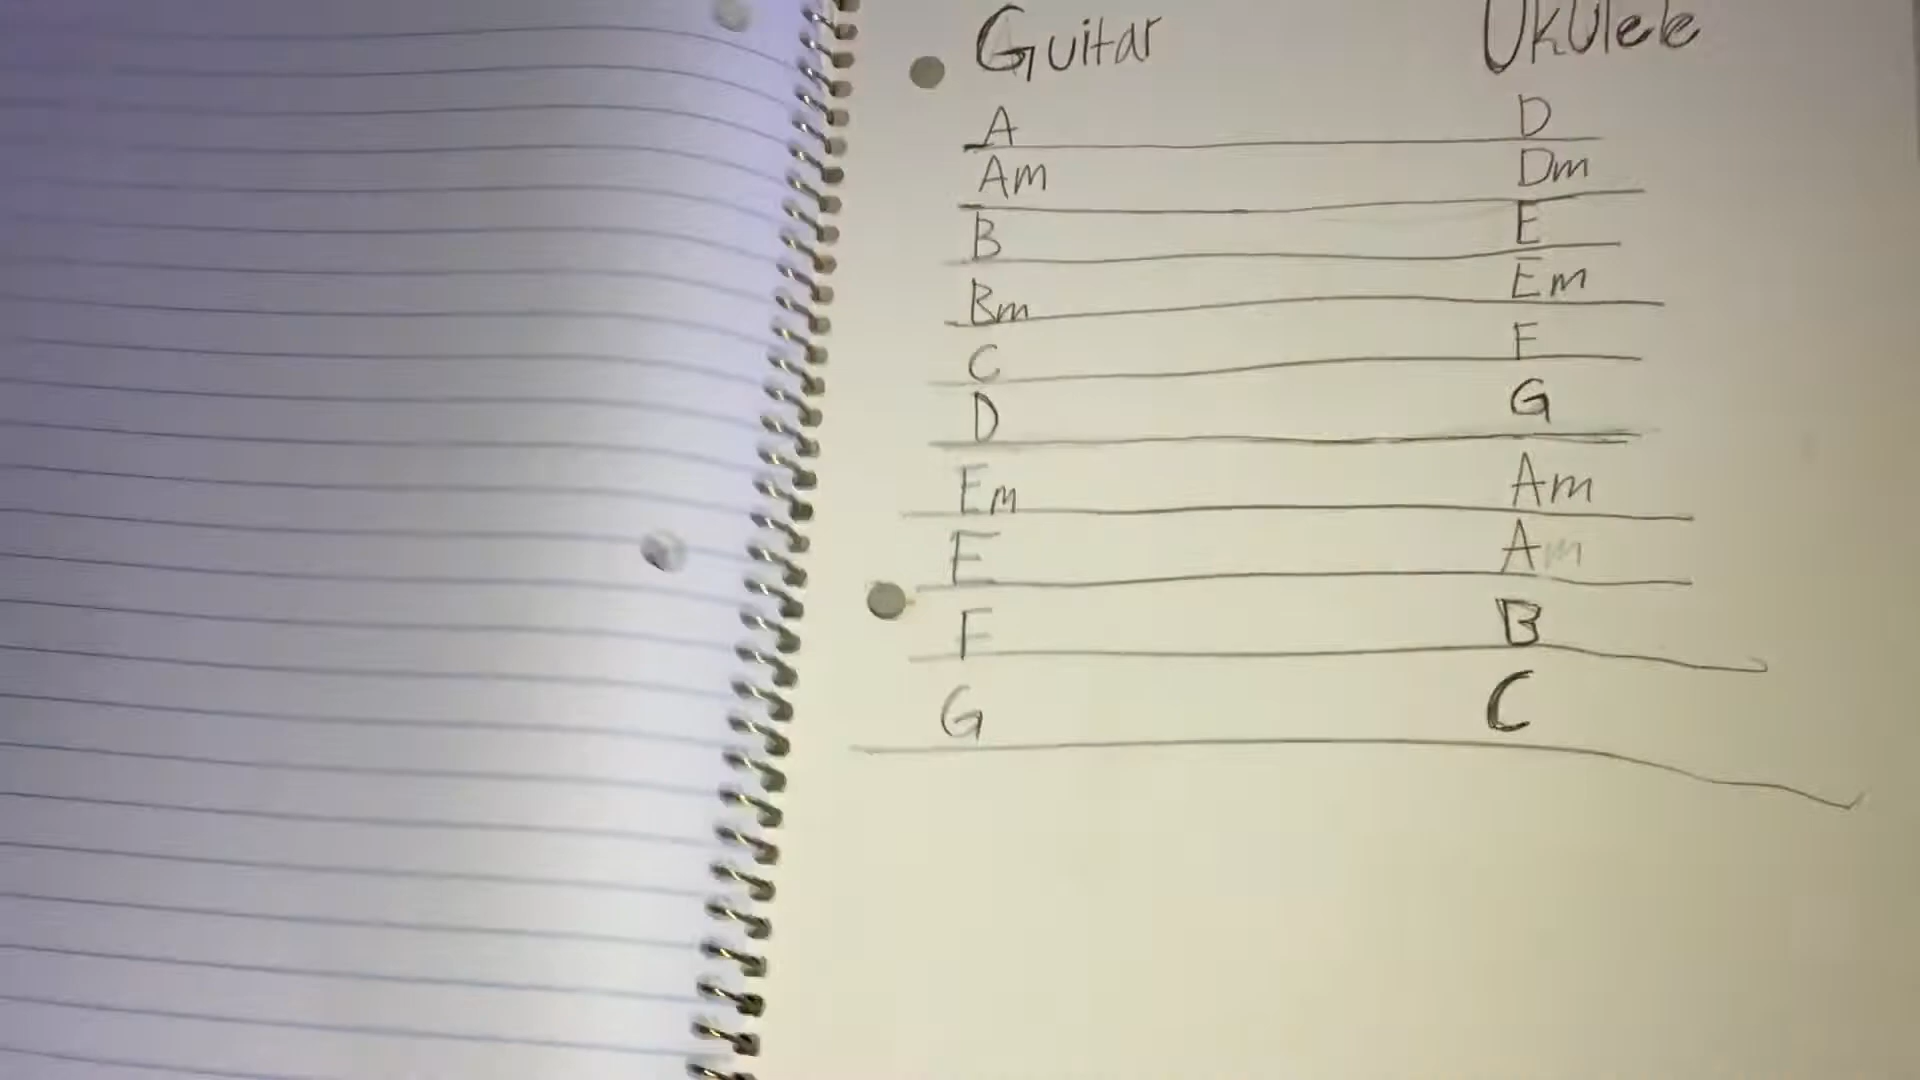 Guitar Ukulele
A D
Am Dm
B E
Bm Em
C F
D G
Em Am
E Am
F B
G C